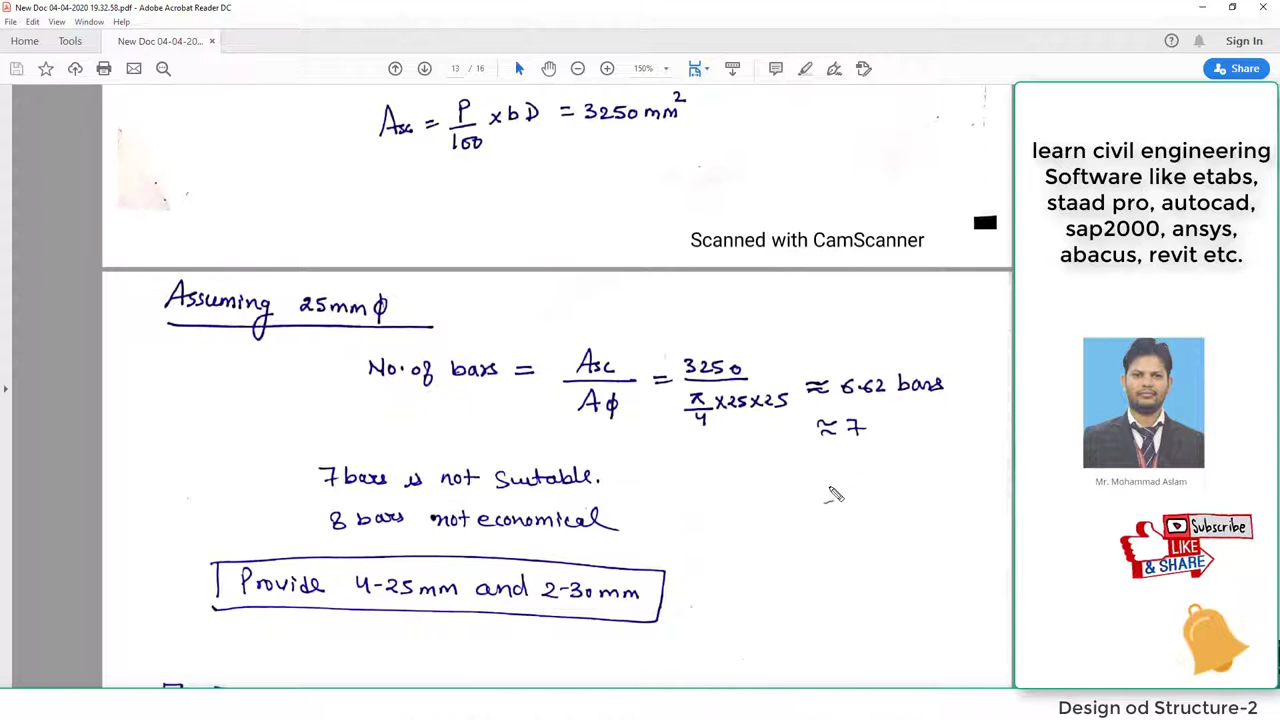 New Doc 04-04-2020 19.32.58.pdf - Adobe Acrobat Reader DC
File Edit View Window Help
Home Tools New Doc 04-04-20... × Sign In
13 / 16 150% Share
Asc = P/100 × bD = 3250 mm²
Scanned with CamScanner
learn civil engineering
Software like etabs,
staad pro, autocad,
sap2000, ansys,
abacus, revit etc.
Assuming 25mm ϕ
No. of bars = Asc/Aϕ = 3250/(π/4 ×25×25) ≈ 6.62 bars
≈ 7
7 bars is not Suitable.
8 bars not economical
Provide 4-25mm and 2-30mm
Mr. Mohammad Aslam
Subscribe
LIKE
& SHARE
Design od Structure-2